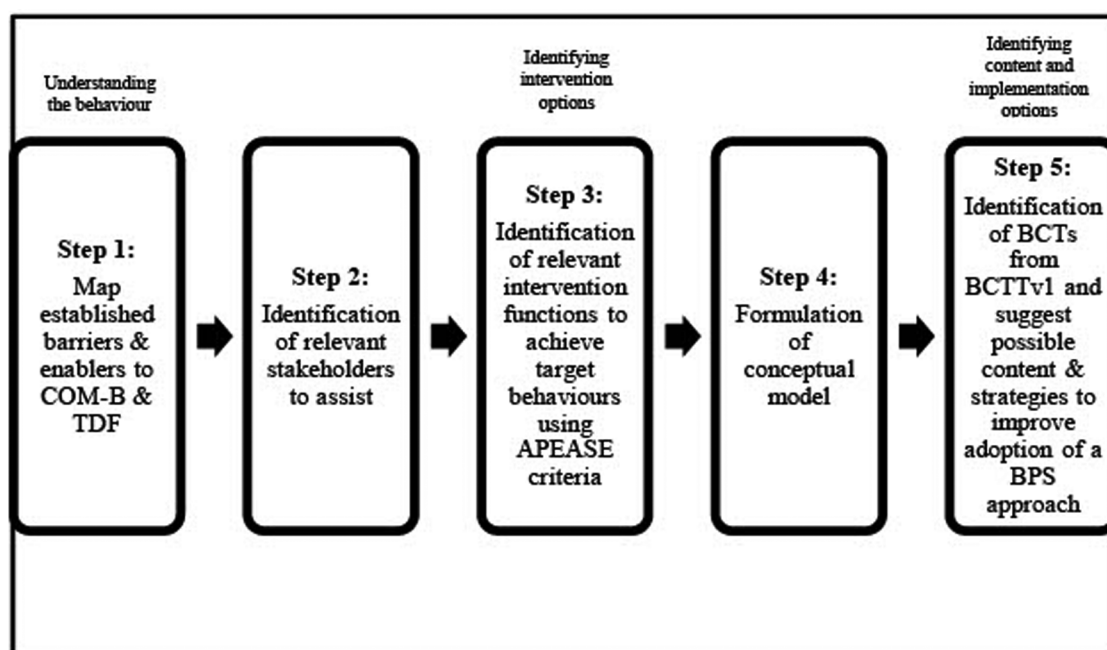 Understanding
the behaviour
Identifying
intervention
options
Identifying
content and
implementation
options
Step 1:
Map
established
barriers &
enablers to
COM-B &
TDF
Step 2:
Identification
of relevant
stakeholders
to assist
Step 3:
Identification
of relevant
intervention
functions to
achieve
target
behaviours
using
APEASE
criteria
Step 4:
Formulation
of
conceptual
model
Step 5:
Identification
of BCTs
from
BCTTv1 and
suggest
possible
content &
strategies to
improve
adoption of a
BPS
approach